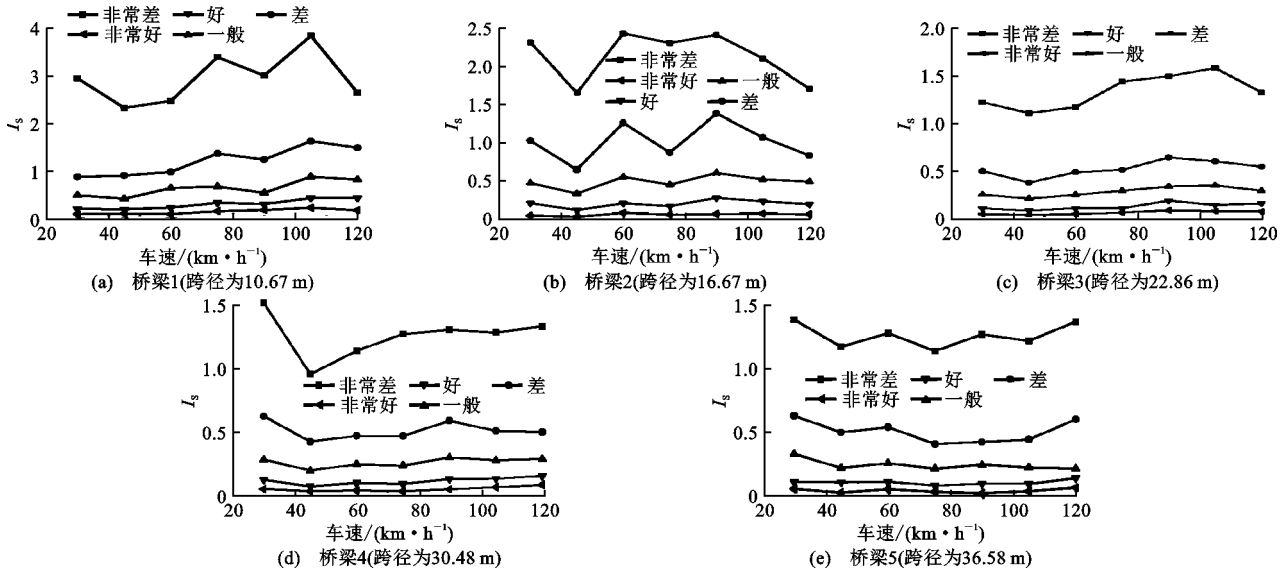 非常差 好 差
非常好 一般
4
3
2
1
0
I_s
20 40 60 80 100 120
车速/(km·h⁻¹)
(a) 桥梁1(跨径为10.67 m)
2.5
2.0
1.5
1.0
0.5
0
I_s
非常差
非常好 一般
好 差
20 40 60 80 100 120
车速/(km·h⁻¹)
(b) 桥梁2(跨径为16.67 m)
2.0
1.5
1.0
0.5
0
I_s
非常差 好 差
非常好 一般
20 40 60 80 100 120
车速/(km·h⁻¹)
(c) 桥梁3(跨径为22.86 m)
1.5
1.0
0.5
0
I_s
非常差 好 差
非常好 一般
20 40 60 80 100 120
车速/(km·h⁻¹)
(d) 桥梁4(跨径为30.48 m)
1.5
1.0
0.5
0
I_s
非常差 好 差
非常好 一般
20 40 60 80 100 120
车速/(km·h⁻¹)
(e) 桥梁5(跨径为36.58 m)